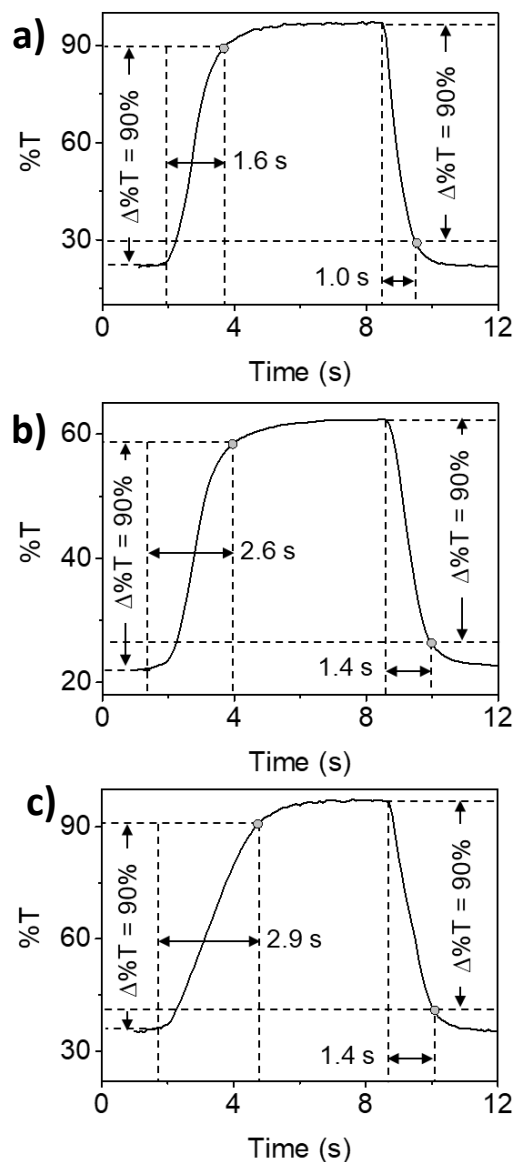 a)
90
60
30
%T
Δ%T = 90%
1.6 s
Δ%T = 90%
1.0 s
0
4
8
12
Time (s)
b)
60
40
20
%T
Δ%T = 90%
2.6 s
Δ%T = 90%
1.4 s
0
4
8
12
Time (s)
c)
90
60
30
%T
Δ%T = 90%
2.9 s
Δ%T = 90%
1.4 s
0
4
8
12
Time (s)